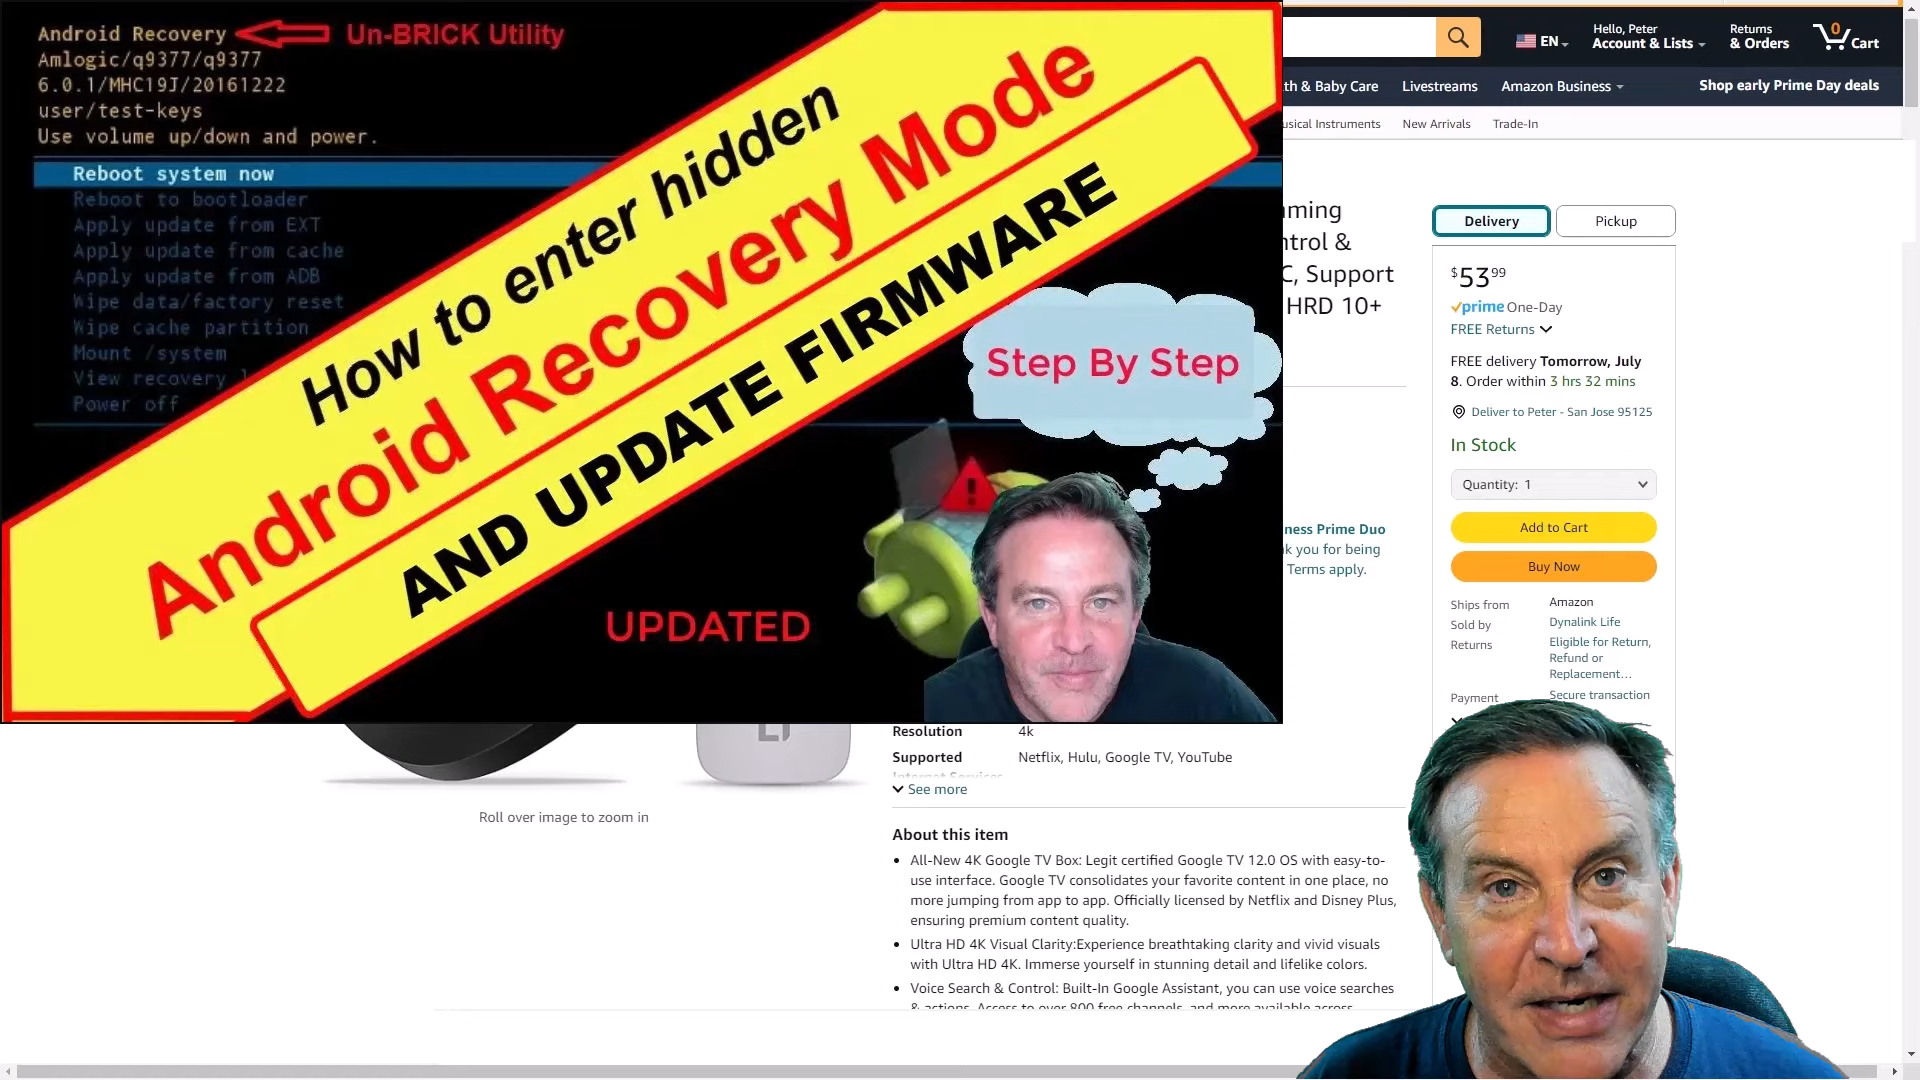 Android Recovery
Un-BRICK Utility
Amlogic/q9377/q9377
6.0.1/MHC19J/20161222
user/test-keys
Use volume up/down and power.
Reboot system now
Reboot to bootloader
Apply update from EXT
Apply update from cache
Apply update from ADB
Wipe data/factory reset
Wipe cache partition
Mount /system
View recovery
Power off
How to enter hidden
Android Recovery Mode
AND UPDATE FIRMWARE
Step By Step
UPDATED
EN
Hello, Peter
Account & Lists
Returns
& Orders
0
Cart
& Baby Care
Livestreams
Amazon Business
Shop early Prime Day deals
Instruments
New Arrivals
Trade-In
Support
HRD 10+
Prime Duo
you for being
Terms apply.
Delivery
Pickup
$53.99
prime One-Day
FREE Returns
FREE delivery Tomorrow, July
8. Order within 3 hrs 32 mins
Deliver to Peter - San Jose 95125
In Stock
Quantity: 1
Add to Cart
Buy Now
Ships from
Amazon
Sold by
Dynalink Life
Returns
Eligible for Return,
Refund or
Replacement…
Payment
Secure transaction
Resolution
4k
Supported
Netflix, Hulu, Google TV, YouTube
Internet Services
See more
Roll over image to zoom in
About this item
All-New 4K Google TV Box: Legit certified Google TV 12.0 OS with easy-to-
use interface. Google TV consolidates your favorite content in one place, no
more jumping from app to app. Officially licensed by Netflix and Disney Plus,
ensuring premium content quality.
Ultra HD 4K Visual Clarity:Experience breathtaking clarity and vivid visuals
with Ultra HD 4K. Immerse yourself in stunning detail and lifelike colors.
Voice Search & Control: Built-In Google Assistant, you can use voice searches
& actions. Access to over 800 free channels, and more available across